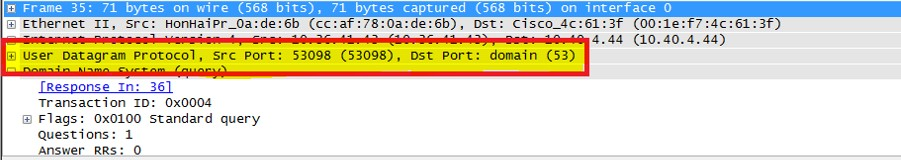 Frame 35: 71 bytes on wire (568 bits), 71 bytes captured (568 bits) on interface 0
Ethernet II, Src: HonHaiPr_0a:de:6b (cc:af:78:0a:de:6b), Dst: Cisco_4c:61:3f (00:1e:f7:4c:61:3f)
Internet Protocol Version 4, Src: 10.36.41.43 (10.36.41.43), Dst: 10.40.4.44 (10.40.4.44)
User Datagram Protocol, Src Port: 53098 (53098), Dst Port: domain (53)
Domain Name System (query)
[Response In: 36]
Transaction ID: 0x0004
Flags: 0x0100 Standard query
Questions: 1
Answer RRs: 0